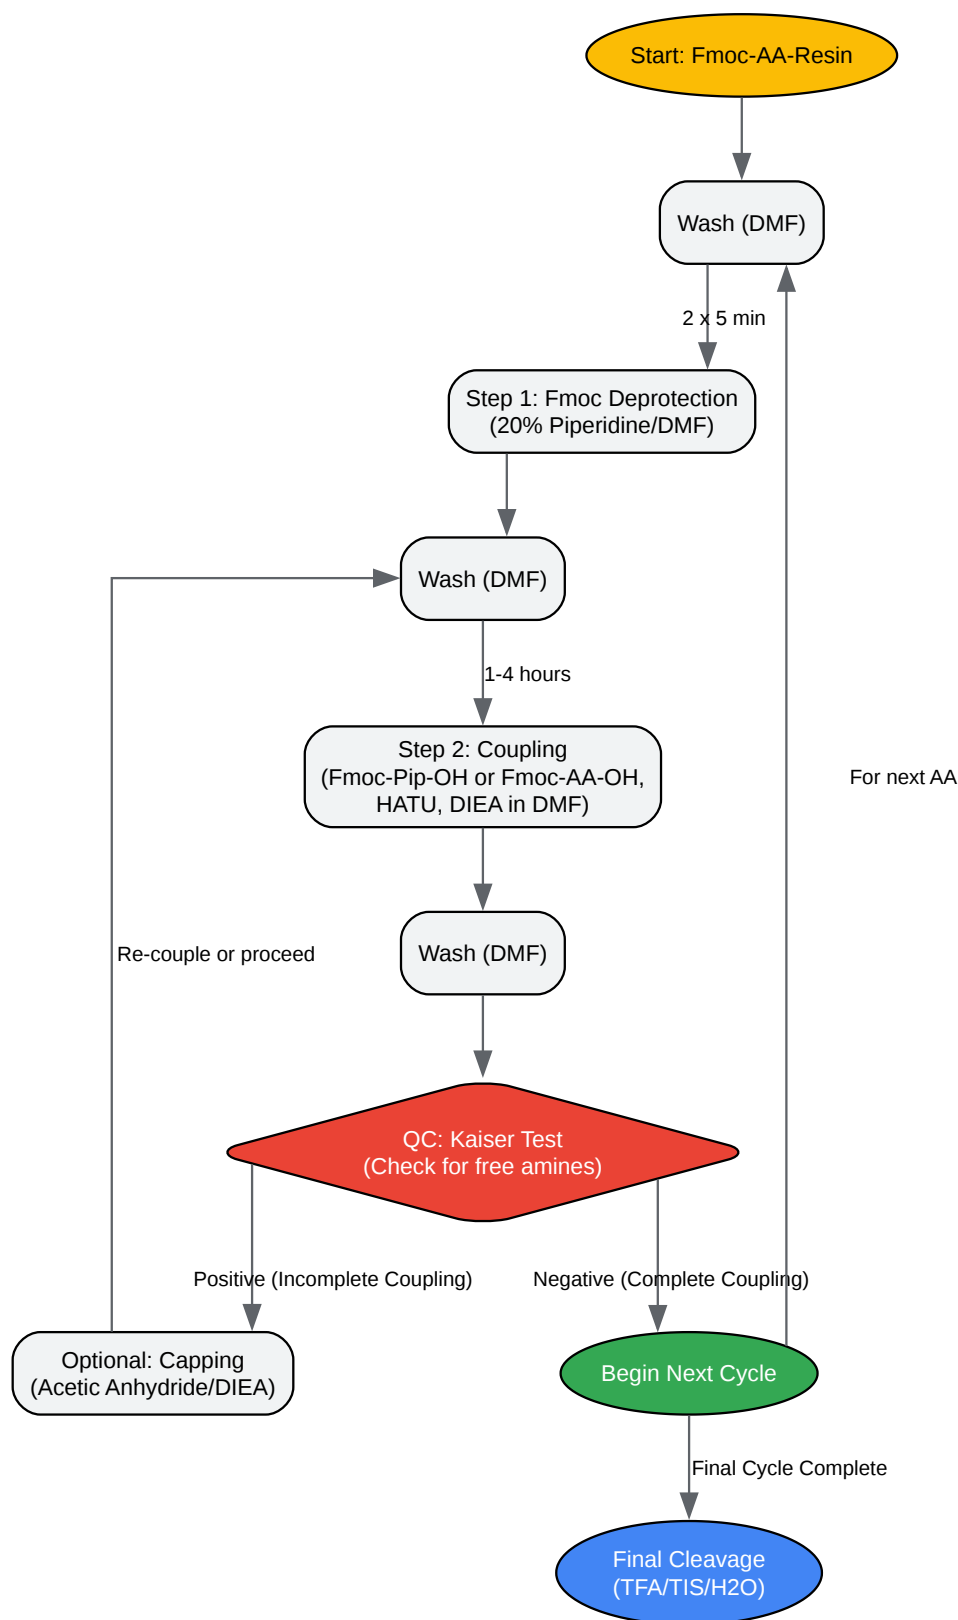 Start: Fmoc-AA-Resin
Wash (DMF)
2 x 5 min
Step 1: Fmoc Deprotection
(20% Piperidine/DMF)
Wash (DMF)
1-4 hours
Step 2: Coupling
(Fmoc-Pip-OH or Fmoc-AA-OH,
HATU, DIEA in DMF)
For next AA
Wash (DMF)
Re-couple or proceed
QC: Kaiser Test
(Check for free amines)
Positive (Incomplete Coupling)
Negative (Complete Coupling)
Optional: Capping
(Acetic Anhydride/DIEA)
Begin Next Cycle
Final Cycle Complete
Final Cleavage
(TFA/TIS/H2O)